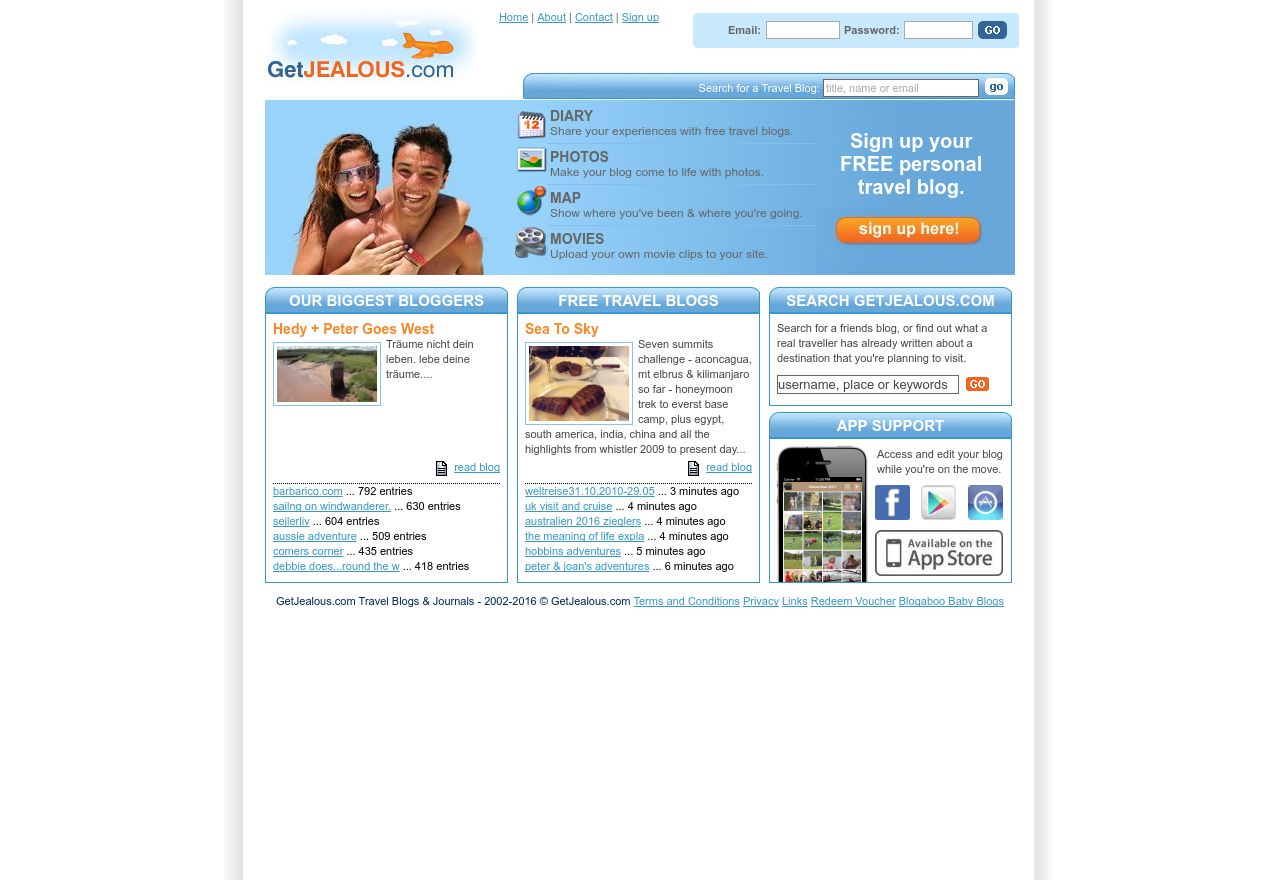 Home | About | Contact | Sign up
Email: Password: GO
GetJEALOUS.com
Search for a Travel Blog: title, name or email go
DIARY
Share your experiences with free travel blogs.
PHOTOS
Make your blog come to life with photos.
MAP
Show where you've been & where you're going.
MOVIES
Upload your own movie clips to your site.
12
Sign up your
FREE personal
travel blog.
sign up here!
OUR BIGGEST BLOGGERS
Hedy + Peter Goes West
Träume nicht dein
leben. lebe deine
träume....
read blog
barbarico.com ... 792 entries
sailng on windwanderer. ... 630 entries
sejlerliv ... 604 entries
aussie adventure ... 509 entries
comers corner ... 435 entries
debbie does...round the w ... 418 entries
FREE TRAVEL BLOGS
Sea To Sky
Seven summits
challenge - aconcagua,
mt elbrus & kilimanjaro
so far - honeymoon
trek to everst base
camp, plus egypt,
south america, india, china and all the
highlights from whistler 2009 to present day...
read blog
weltreise31.10.2010-29.05 ... 3 minutes ago
uk visit and cruise ... 4 minutes ago
australien 2016 zieglers ... 4 minutes ago
the meaning of life expla ... 4 minutes ago
hobbins adventures ... 5 minutes ago
peter & joan's adventures ... 6 minutes ago
SEARCH GETJEALOUS.COM
Search for a friends blog, or find out what a
real traveller has already written about a
destination that you're planning to visit.
username, place or keywords GO
APP SUPPORT
Access and edit your blog
while you're on the move.
December 2011
Available on the
App Store
GetJealous.com Travel Blogs & Journals - 2002-2016 © GetJealous.com Terms and Conditions Privacy Links Redeem Voucher Blogaboo Baby Blogs